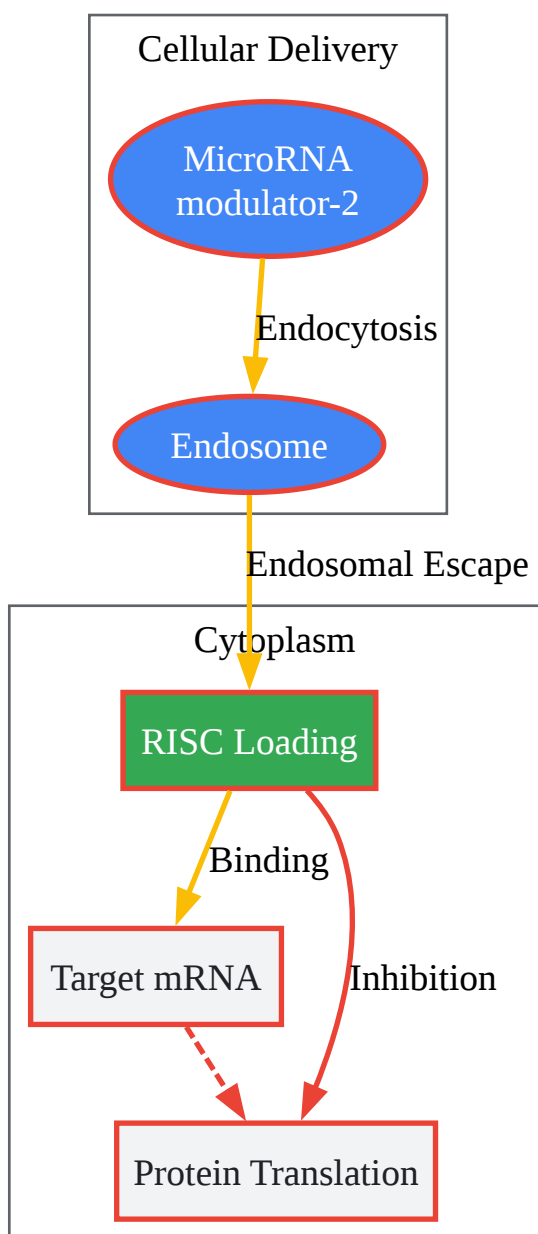 Cellular Delivery
MicroRNA
modulator-2
Endocytosis
Endosome
Endosomal Escape
Cytoplasm
RISC Loading
Binding
Target mRNA
Inhibition
Protein Translation